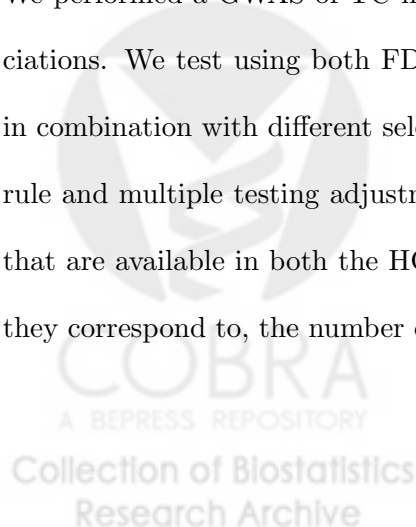 We performed a GWAS of TC
ciations. We test using both FD
in combination with different sele
rule and multiple testing adjustm
that are available in both the HC
they correspond to, the number
COBRA
A BEPRESS REPOSITORY
Collection of Biostatistics
Research Archive